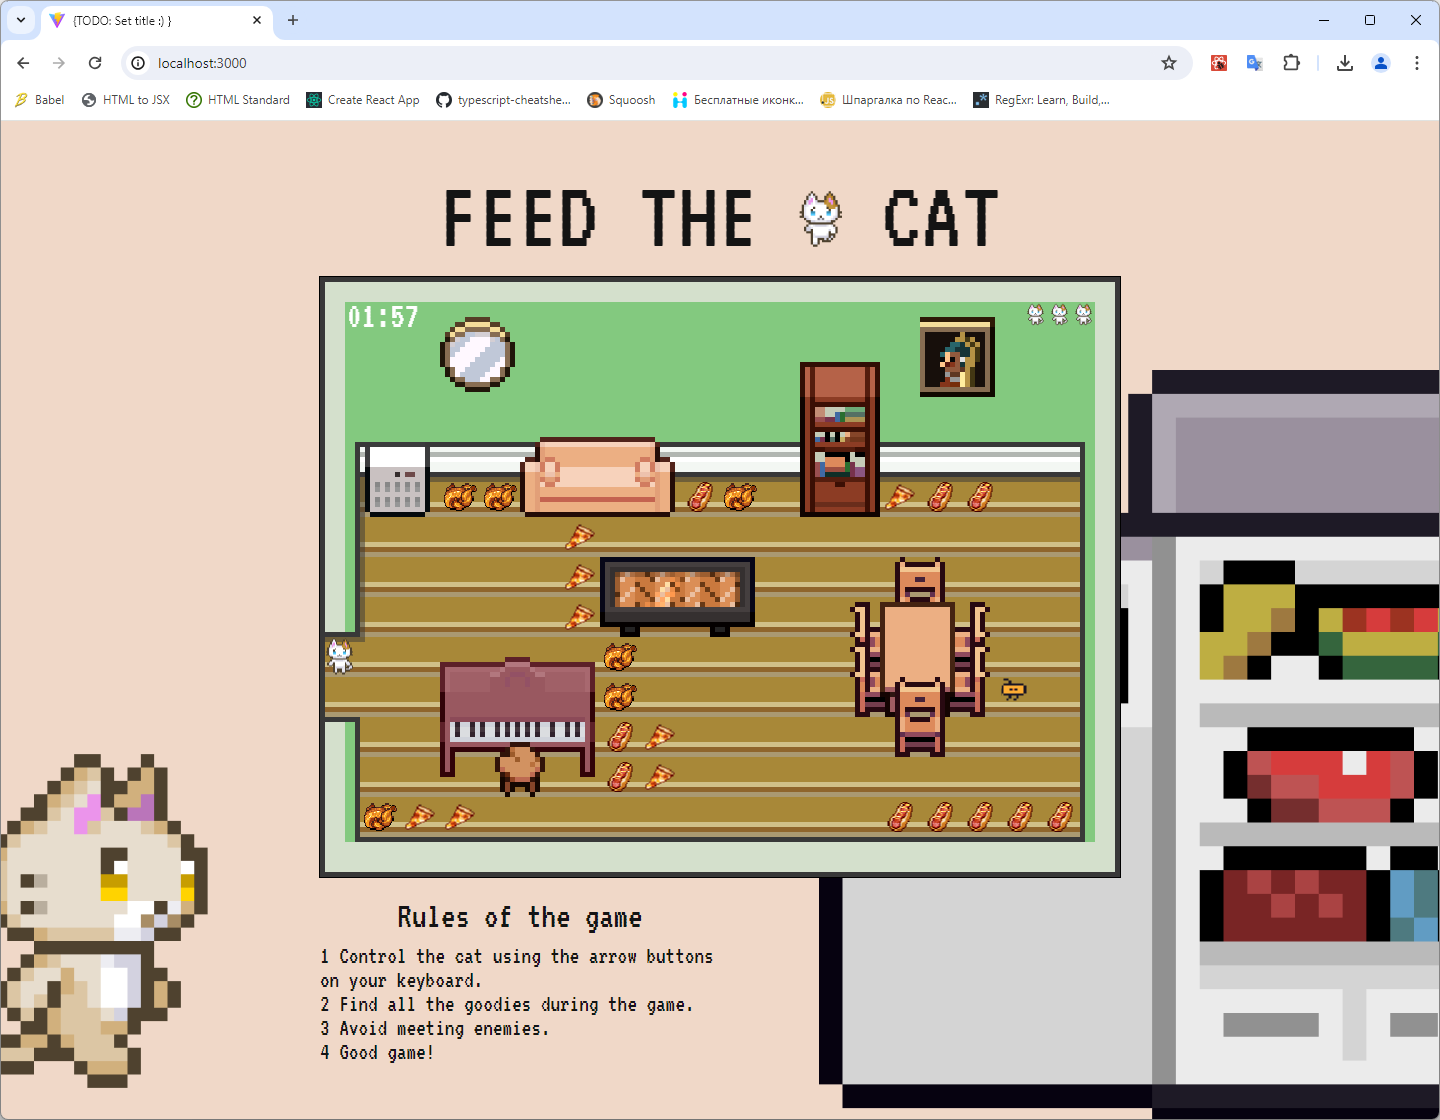 {TODO: Set title :) }
localhost:3000
Babel
HTML to JSX
HTML Standard
Create React App
typescript-cheatshe...
Squoosh
Бесплатные иконк...
Шпаргалка по Reac...
RegExr: Learn, Build,...
FEED THE CAT
01:57
Rules of the game
1 Control the cat using the arrow buttons
on your keyboard.
2 Find all the goodies during the game.
3 Avoid meeting enemies.
4 Good game!